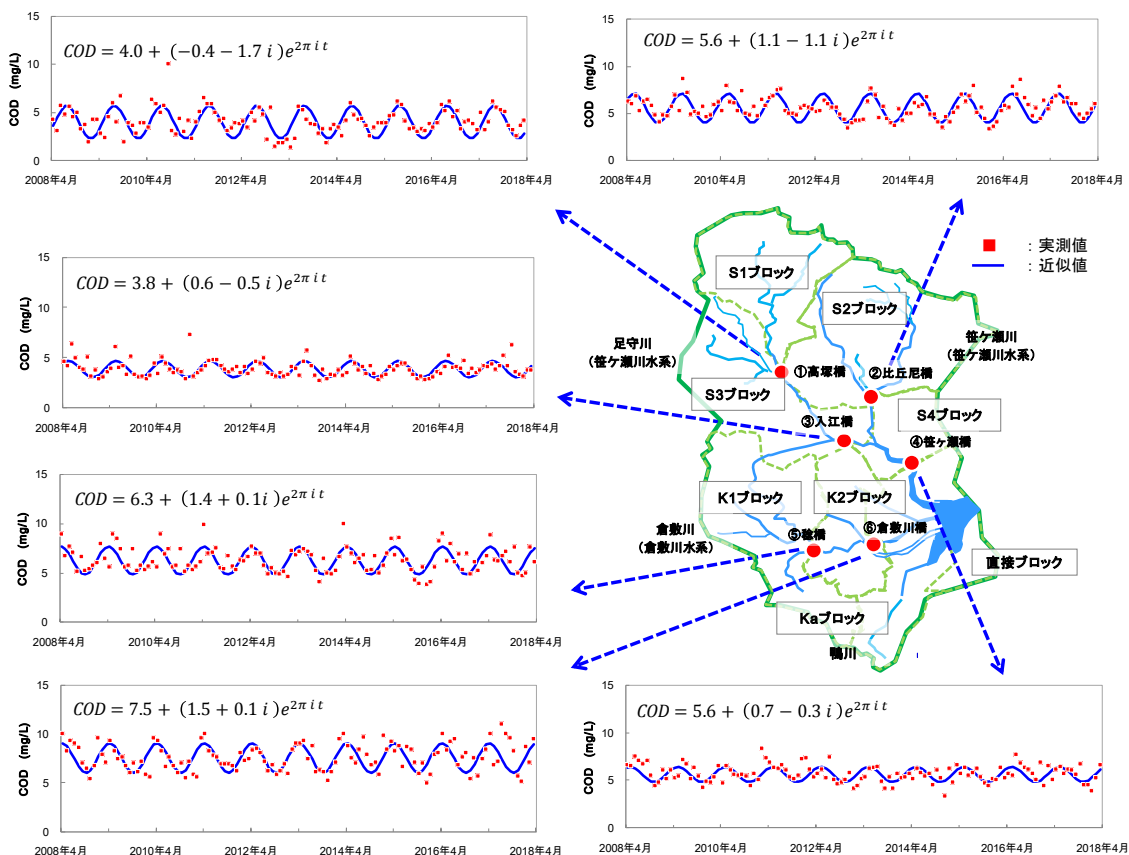 COD = 4.0 + (−0.4 − 1.7 i)e^{2π it}
COD (mg/L)
15
10
5
0
2008年4月 2010年4月 2012年4月 2014年4月 2016年4月 2018年4月
COD = 5.6 + (1.1 − 1.1 i)e^{2π it}
COD (mg/L)
15
10
5
0
2008年4月 2010年4月 2012年4月 2014年4月 2016年4月 2018年4月
COD = 3.8 + (0.6 − 0.5 i)e^{2π it}
COD (mg/L)
15
10
5
0
2008年4月 2010年4月 2012年4月 2014年4月 2016年4月 2018年4月
COD = 6.3 + (1.4 + 0.1i)e^{2π it}
COD (mg/L)
15
10
5
0
2008年4月 2010年4月 2012年4月 2014年4月 2016年4月 2018年4月
COD = 7.5 + (1.5 + 0.1 i)e^{2π it}
COD (mg/L)
15
10
5
0
2008年4月 2010年4月 2012年4月 2014年4月 2016年4月 2018年4月
：実測値
：近似値
S1ブロック
S2ブロック
足守川
（笹ケ瀬川水系）
笹ケ瀬川
（笹ケ瀬川水系）
①高塚橋
②比丘尼橋
S3ブロック
S4ブロック
③入江橋
④笹ヶ瀬橋
K1ブロック
K2ブロック
倉敷川
（倉敷川水系）
⑤稔橋
⑥倉敷川橋
直接ブロック
Kaブロック
鴨川
COD = 5.6 + (0.7 − 0.3 i)e^{2π it}
COD (mg/L)
15
10
5
0
2008年4月 2010年4月 2012年4月 2014年4月 2016年4月 2018年4月